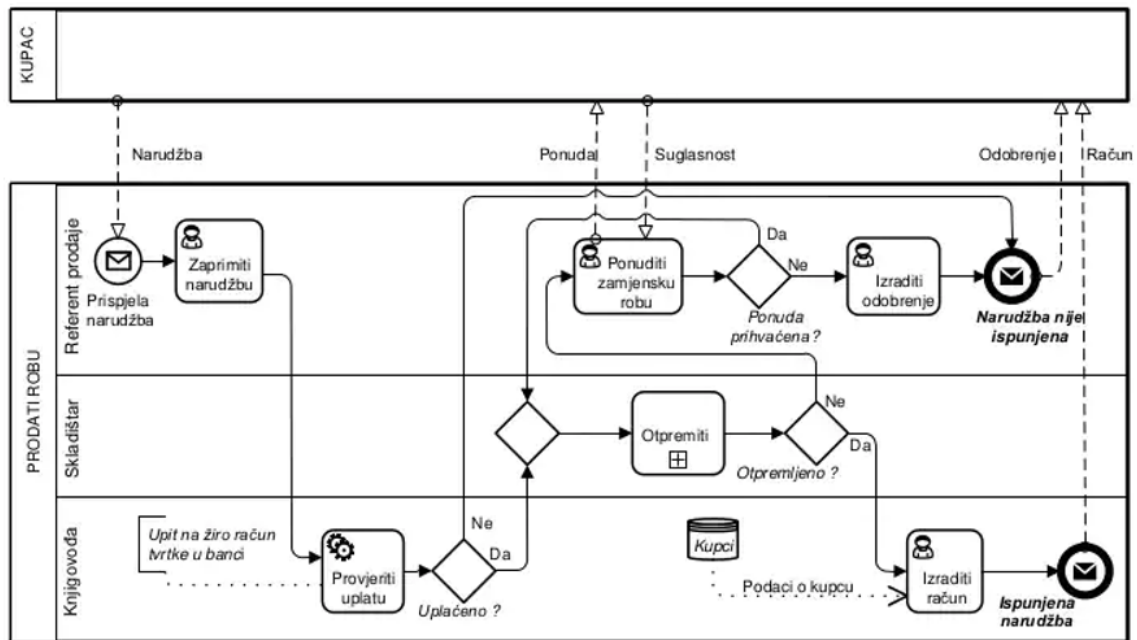 KUPAC
Narudžba
Ponuda
Suglasnost
Odobrenje
Račun
PRODATI ROBU
Referent prodaje
Prispjela
narudžba
Zaprimiti
narudžbu
Ponuditi
zamjensku
robu
Da
Ne
Ponuda
prihvaćena ?
Izraditi
odobrenje
Narudžba nije
ispunjena
Skladištar
Otpremiti
Ne
Da
Otpremljeno ?
Knjigovođa
Upit na žiro račun
tvrtke u banci
Provjeriti
uplatu
Ne
Da
Uplaćeno ?
Kupci
Podaci o kupcu
Izraditi
račun
Ispunjena
narudžba